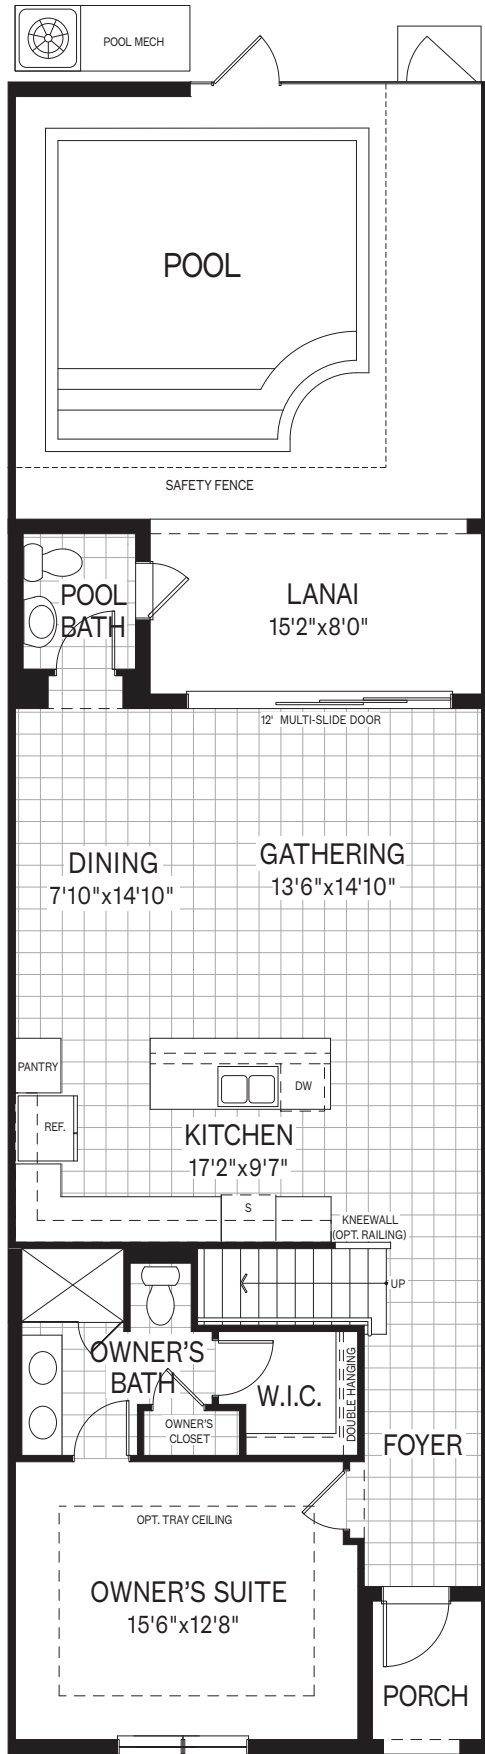 POOL MECH
POOL
SAFETY FENCE
POOL
BATH
LANAI
15'2"x8'0"
12' MULTI-SLIDE DOOR
DINING
7'10"x14'10"
GATHERING
13'6"x14'10"
PANTRY
REF.
DW
KITCHEN
17'2"x9'7"
S
KNEEWALL
(OPT. RAILING)
UP
OWNER'S
BATH
W.I.C.
DOUBLE HANGING
OWNER'S
CLOSET
FOYER
OPT. TRAY CEILING
OWNER'S SUITE
15'6"x12'8"
PORCH